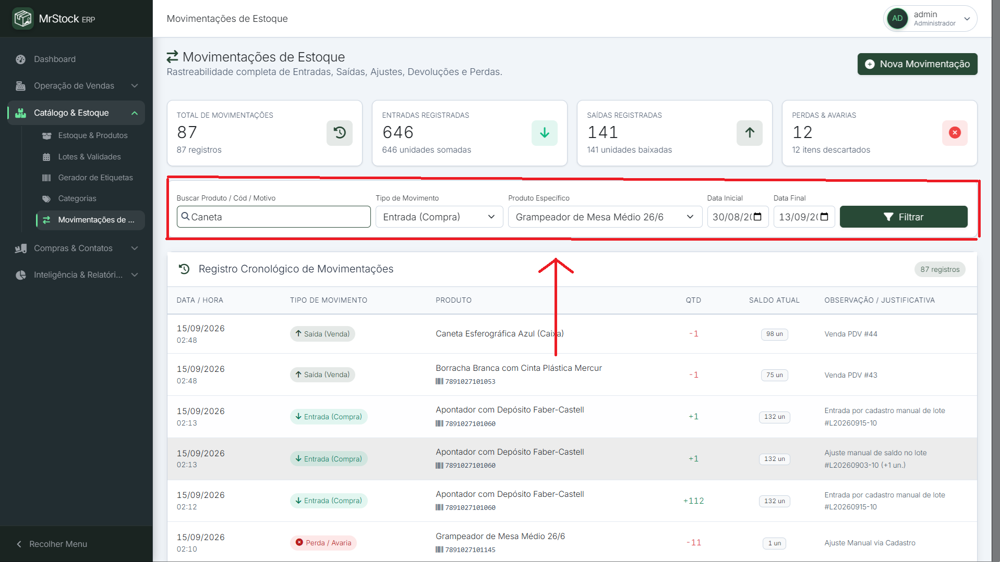 MrStock ERP
Movimentações de Estoque
AD
admin
Administrador
Dashboard
Operação de Vendas
Catálogo & Estoque
Estoque & Produtos
Lotes & Validades
Gerador de Etiquetas
Categorias
Movimentações de ...
Compras & Contatos
Inteligência & Relatóri...
Recolher Menu
Movimentações de Estoque
Rastreabilidade completa de Entradas, Saídas, Ajustes, Devoluções e Perdas.
Nova Movimentação
TOTAL DE MOVIMENTAÇÕES
87
87 registros
ENTRADAS REGISTRADAS
646
646 unidades somadas
SAÍDAS REGISTRADAS
141
141 unidades baixadas
PERDAS & AVARIAS
12
12 itens descartados
Buscar Produto / Cód / Motivo
Caneta
Tipo de Movimento
Entrada (Compra)
Produto Específico
Grampeador de Mesa Médio 26/6
Data Inicial
30/08/20
Data Final
13/09/20
Filtrar
Registro Cronológico de Movimentações
87 registros
DATA / HORA TIPO DE MOVIMENTO PRODUTO QTD SALDO ATUAL OBSERVAÇÃO / JUSTIFICATIVA
15/09/2026
02:48
Saída (Venda)
Caneta Esferográfica Azul (Caixa)
-1
98 un
Venda PDV #44
15/09/2026
02:48
Saída (Venda)
Borracha Branca com Cinta Plástica Mercur
7891027101053
-1
75 un
Venda PDV #43
15/09/2026
02:13
Entrada (Compra)
Apontador com Depósito Faber-Castell
7891027101060
+1
132 un
Entrada por cadastro manual de lote
#L20260915-10
15/09/2026
02:13
Entrada (Compra)
Apontador com Depósito Faber-Castell
7891027101060
+1
132 un
Ajuste manual de saldo no lote
#L20260903-10 (+1 un.)
15/09/2026
02:12
Entrada (Compra)
Apontador com Depósito Faber-Castell
7891027101060
+112
132 un
Entrada por cadastro manual de lote
#L20260915-10
15/09/2026
02:10
Perda / Avaria
Grampeador de Mesa Médio 26/6
7891027101145
-11
1 un
Ajuste Manual via Cadastro